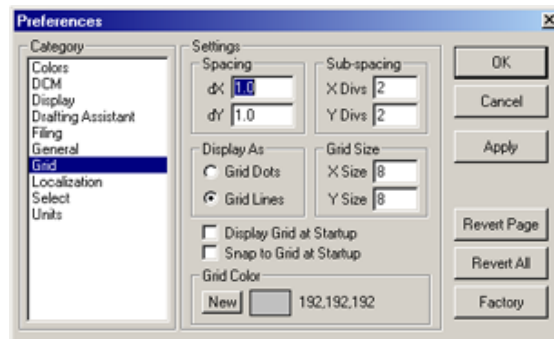 Preferences
Category
Colors
DCM
Display
Drafting Assistant
Filing
General
Grid
Localization
Select
Units
Settings
Spacing
dX 1.0
dY 1.0
Sub-spacing
X Divs 2
Y Divs 2
Display As
Grid Dots
Grid Lines
Grid Size
X Size 8
Y Size 8
Display Grid at Startup
Snap to Grid at Startup
Grid Color
New 192,192,192
OK
Cancel
Apply
Revert Page
Revert All
Factory